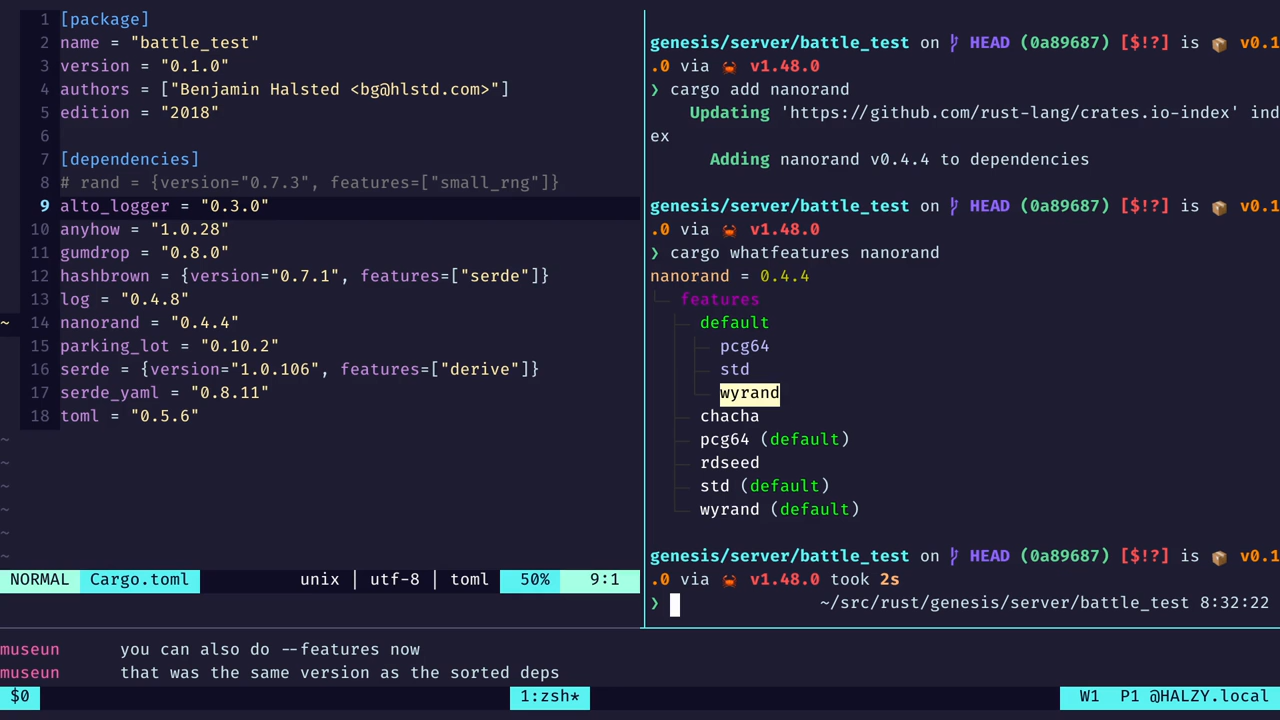 1 [package]
2 name = "battle_test"
3 version = "0.1.0"
4 authors = ["Benjamin Halsted <bg@hlstd.com>"]
5 edition = "2018"
6
7 [dependencies]
8 # rand = {version="0.7.3", features=["small_rng"]}
9 alto_logger = "0.3.0"
10 anyhow = "1.0.28"
11 gumdrop = "0.8.0"
12 hashbrown = {version="0.7.1", features=["serde"]}
13 log = "0.4.8"
~ 14 nanorand = "0.4.4"
15 parking_lot = "0.10.2"
16 serde = {version="1.0.106", features=["derive"]}
17 serde_yaml = "0.8.11"
18 toml = "0.5.6"
~
~
~
~
~
~
NORMAL Cargo.toml unix | utf-8 | toml 50% 9:1
genesis/server/battle_test on HEAD (0a89687) [$!?] is 📦 v0.1
.0 via 🦀 v1.48.0
❯ cargo add nanorand
Updating 'https://github.com/rust-lang/crates.io-index' ind
ex
Adding nanorand v0.4.4 to dependencies
genesis/server/battle_test on HEAD (0a89687) [$!?] is 📦 v0.1
.0 via 🦀 v1.48.0
❯ cargo whatfeatures nanorand
nanorand = 0.4.4
└─ features
├─ default
│ ├─ pcg64
│ ├─ std
│ └─ wyrand
├─ chacha
├─ pcg64 (default)
├─ rdseed
├─ std (default)
└─ wyrand (default)
genesis/server/battle_test on HEAD (0a89687) [$!?] is 📦 v0.1
.0 via 🦀 v1.48.0 took 2s
❯ ~/src/rust/genesis/server/battle_test 8:32:22
museun you can also do --features now
museun that was the same version as the sorted deps
$0 1:zsh* W1 P1 @HALZY.local